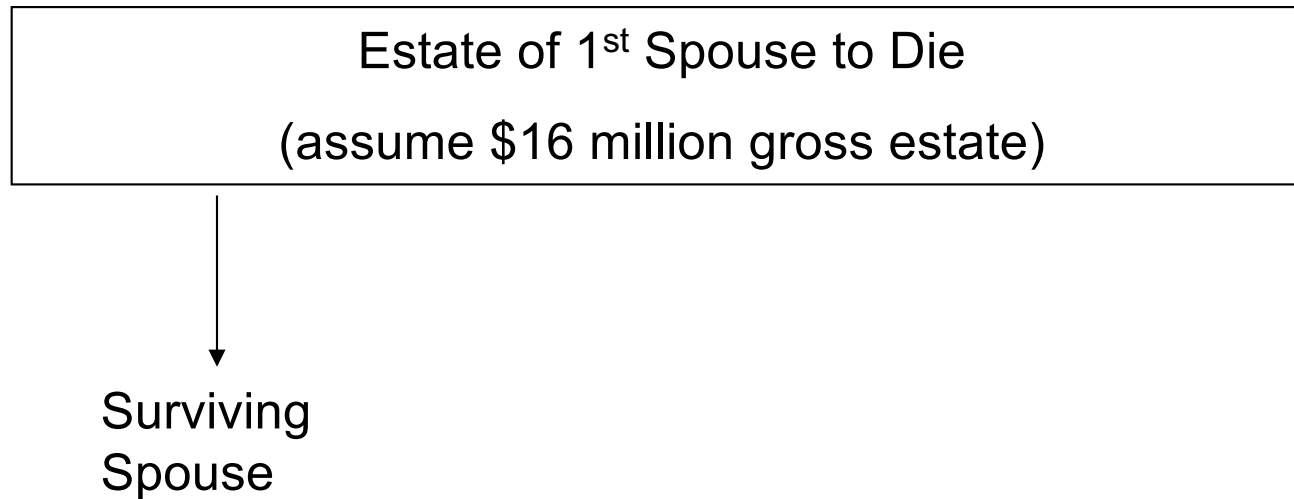 Estate of 1st Spouse to Die
(assume $16 million gross estate)
Surviving
Spouse